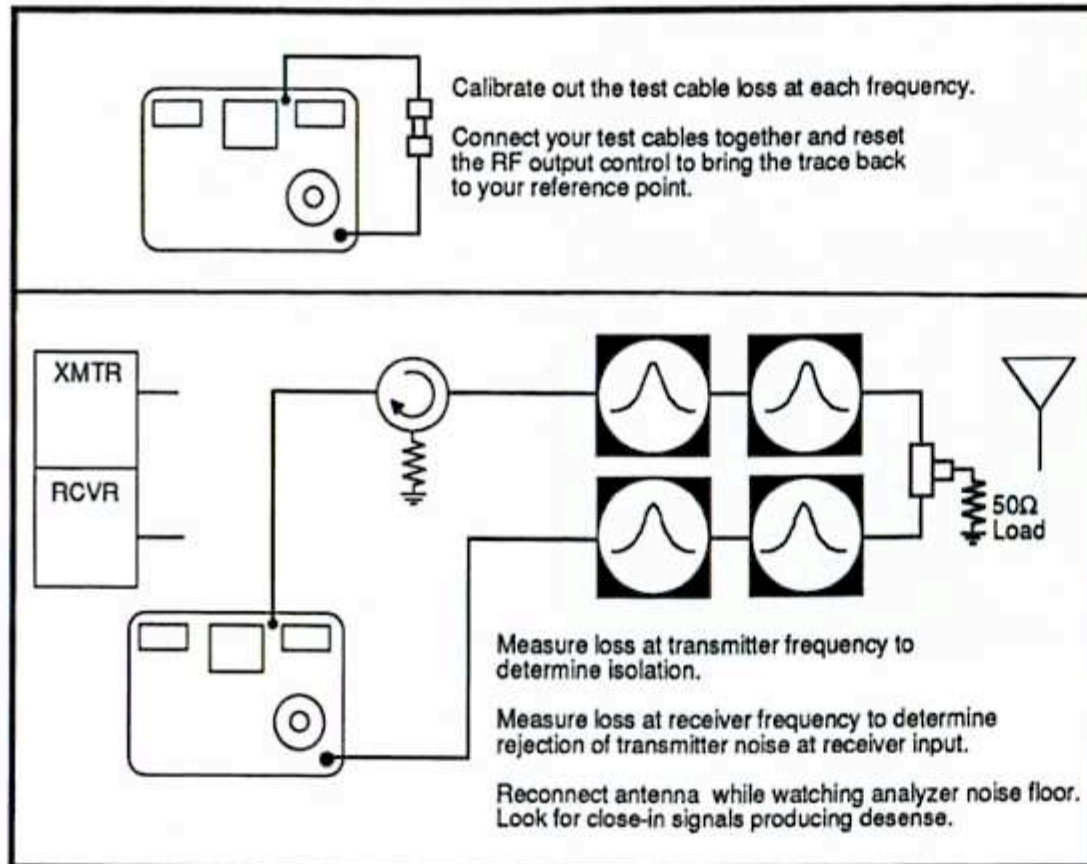 Calibrate out the test cable loss at each frequency.
Connect your test cables together and reset
the RF output control to bring the trace back
to your reference point.
XMTR
RCVR
50Ω
Load
Measure loss at transmitter frequency to
determine isolation.
Measure loss at receiver frequency to determine
rejection of transmitter noise at receiver input.
Reconnect antenna while watching analyzer noise floor.
Look for close-in signals producing desense.